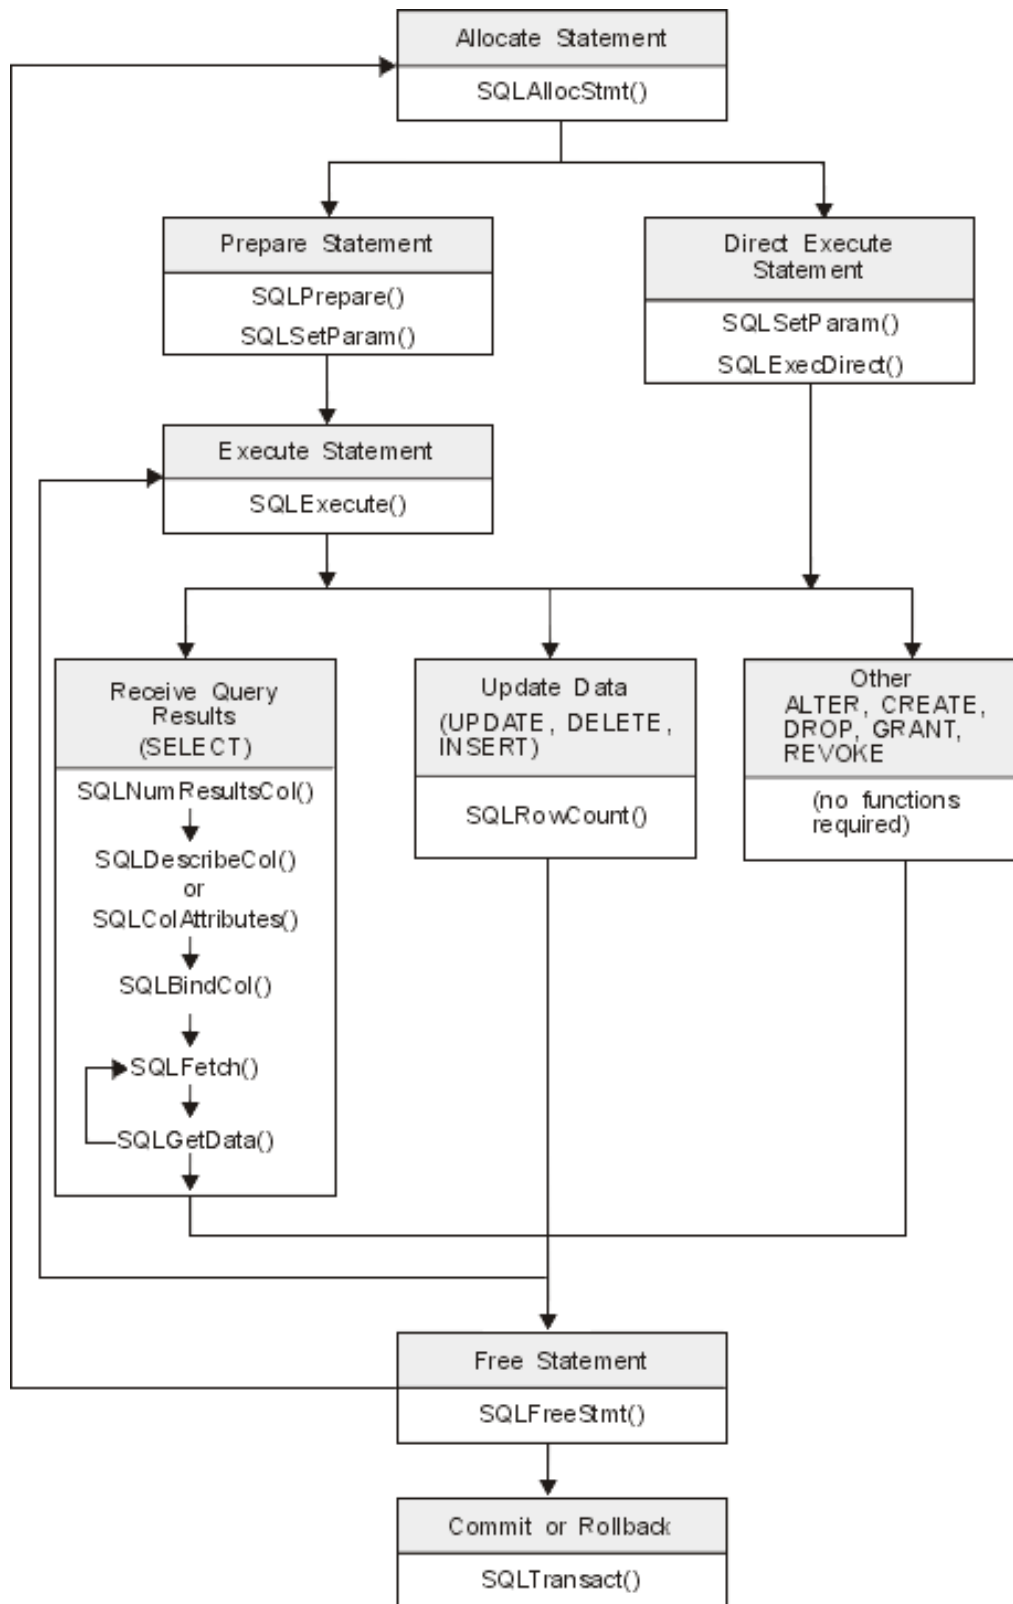 Allocate Statement
SQLAllocStmt()
Prepare Statement
SQLPrepare()
SQLSetParam()
Direct Execute
Statement
SQLSetParam()
SQLExecDirect()
Execute Statement
SQLExecute()
Receive Query
Results
(SELECT)
SQLNumResultsCol()
SQLDescribeCol()
or
SQLColAttributes()
SQLBindCol()
SQLFetch()
SQLGetData()
Update Data
(UPDATE, DELETE,
INSERT)
SQLRowCount()
Other
ALTER, CREATE,
DROP, GRANT,
REVOKE
(no functions
required)
Free Statement
SQLFreeStmt()
Commit or Rollback
SQLTransact()